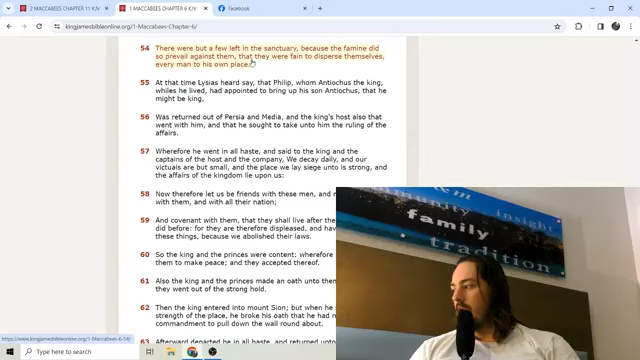 2 MACCABEES CHAPTER 11 KJV
1 MACCABEES CHAPTER 6 KJV
Facebook
kingjamesbibleonline.org/1-Maccabees-Chapter-6/
54 There were but a few left in the sanctuary, because the famine did
so prevail against them, that they were fain to disperse themselves,
every man to his own place.
55 At that time Lysias heard say, that Philip, whom Antiochus the king,
whiles he lived, had appointed to bring up his son Antiochus, that he
might be king,
56 Was returned out of Persia and Media, and the king's host also that
went with him, and that he sought to take unto him the ruling of the
affairs.
57 Wherefore he went in all haste, and said to the king and the
captains of the host and the company, We decay daily, and our
victuals are but small, and the place we lay siege unto is strong, and
the affairs of the kingdom lie upon us:
58 Now therefore let us be friends with these men, and
with them, and with all their nation;
59 And covenant with them, that they shall live after the
did before: for they are therefore displeased, and
these things, because we abolished their laws.
60 So the king and the princes were content: wherefore
them to make peace; and they accepted thereof.
61 Also the king and the princes made an oath unto
they went out of the strong hold.
62 Then the king entered into mount Sion; but when he
strength of the place, he broke his oath that he had
commandment to pull down the wall round about.
63 Afterward departed he in all haste, and returned
https://www.kingjamesbibleonline.org/1-Maccabees-6-54/
Type here to search
community
insight
family
tradition